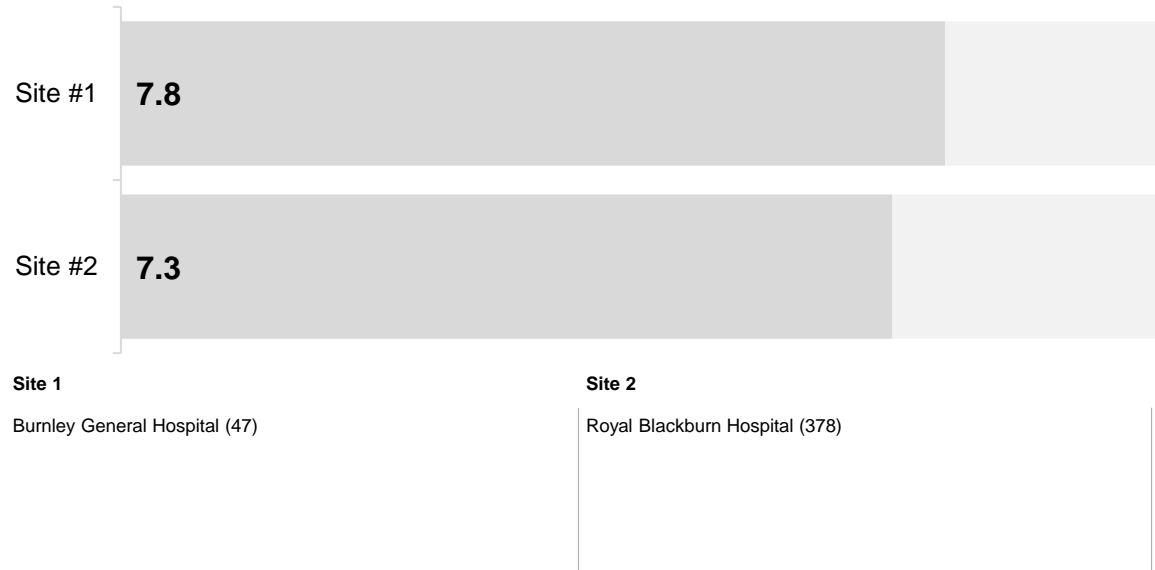 Site #1 7.8
Site #2 7.3
Site 1
Burnley General Hospital (47)
Site 2
Royal Blackburn Hospital (378)